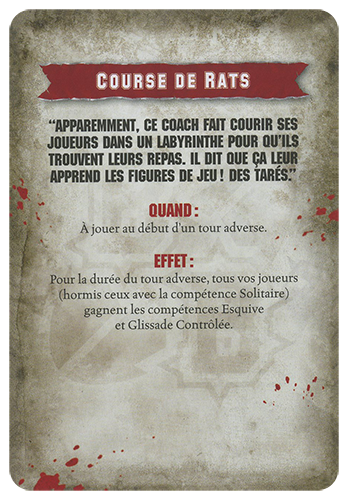 COURSE DE RATS
“APPAREMMENT, CE COACH FAIT COURIR SES
JOUEURS DANS UN LABYRINTHE POUR QU'ILS
TROUVENT LEURS REPAS. IL DIT QUE ÇA LEUR
APPREND LES FIGURES DE JEU ! DES TARÉS.”
QUAND :
À jouer au début d'un tour adverse.
EFFET :
Pour la durée du tour adverse, tous vos joueurs
(hormis ceux avec la compétence Solitaire)
gagnent les compétences Esquive
et Glissade Contrôlée.